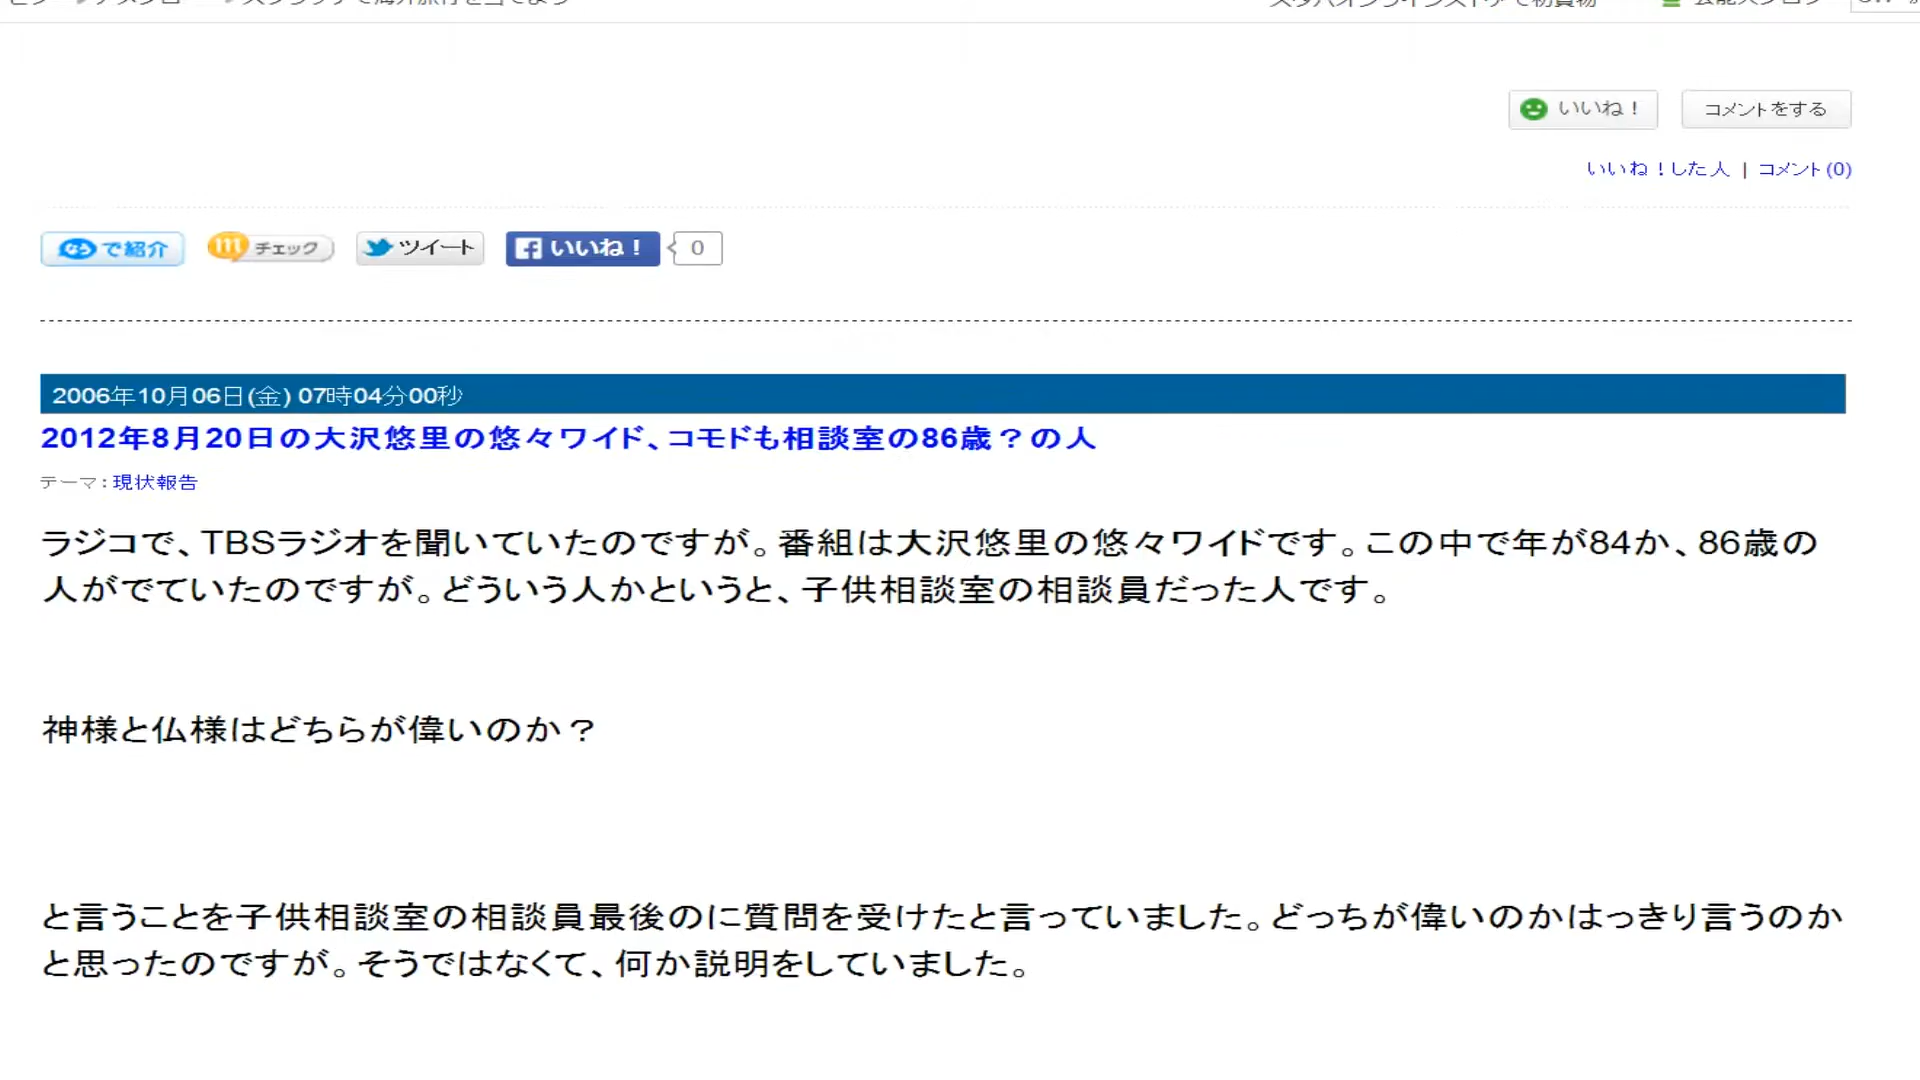 いいね！ コメントをする
いいね！した人 | コメント(0)
なうで紹介 チェック ツイート いいね！ 0
2006年10月06日(金) 07時04分00秒
2012年8月20日の大沢悠里の悠々ワイド、コモドも相談室の86歳？の人
テーマ：現状報告
ラジコで、TBSラジオを聞いていたのですが。番組は大沢悠里の悠々ワイドです。この中で年が84か、86歳の
人がでていたのですが。どういう人かというと、子供相談室の相談員だった人です。
神様と仏様はどちらが偉いのか？
と言うことを子供相談室の相談員最後のに質問を受けたと言っていました。どっちが偉いのかはっきり言うのか
と思ったのですが。そうではなくて、何か説明をしていました。